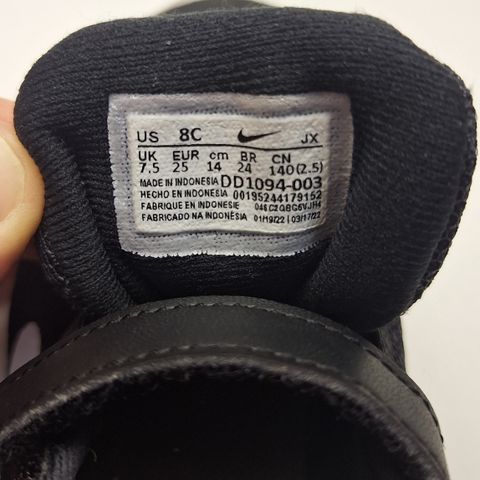 US 8C JX
UK EUR cm BR CN
7.5 25 14 24 140(2.5)
MADE IN INDONESIA DD1094-003
HECHO EN INDONESIA 00195244179152
FABRIQUE EN INDONESIE
FABRICADO NA INDONÉSIA 01/19/22 | 03/17/22